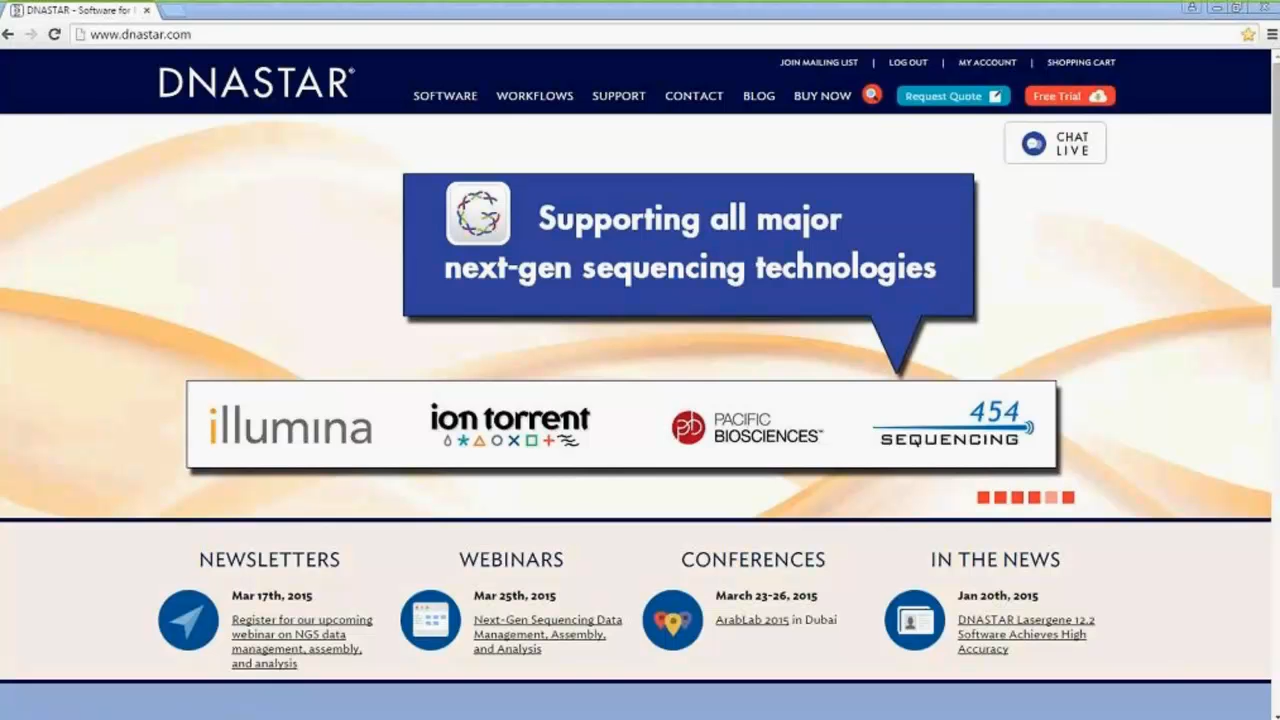 DNASTAR - Software for
www.dnastar.com
JOIN MAILING LIST | LOG OUT | MY ACCOUNT | SHOPPING CART
DNASTAR®
SOFTWARE WORKFLOWS SUPPORT CONTACT BLOG BUY NOW Request Quote Free Trial
CHAT
LIVE
Supporting all major
next-gen sequencing technologies
illumina
ion torrent
PACIFIC
BIOSCIENCES™
454
SEQUENCING
NEWSLETTERS
Mar 17th, 2015
Register for our upcoming
webinar on NGS data
management, assembly,
and analysis
WEBINARS
Mar 25th, 2015
Next-Gen Sequencing Data
Management, Assembly,
and Analysis
CONFERENCES
March 23-26, 2015
ArabLab 2015 in Dubai
IN THE NEWS
Jan 20th, 2015
DNASTAR Lasergene 12.2
Software Achieves High
Accuracy